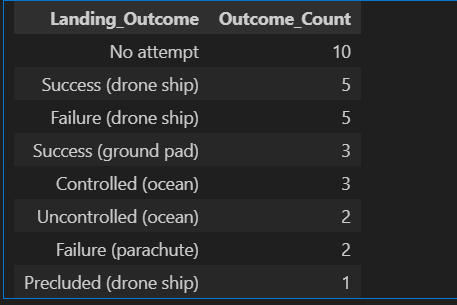 Landing_Outcome Outcome_Count
No attempt 10
Success (drone ship) 5
Failure (drone ship) 5
Success (ground pad) 3
Controlled (ocean) 3
Uncontrolled (ocean) 2
Failure (parachute) 2
Precluded (drone ship) 1